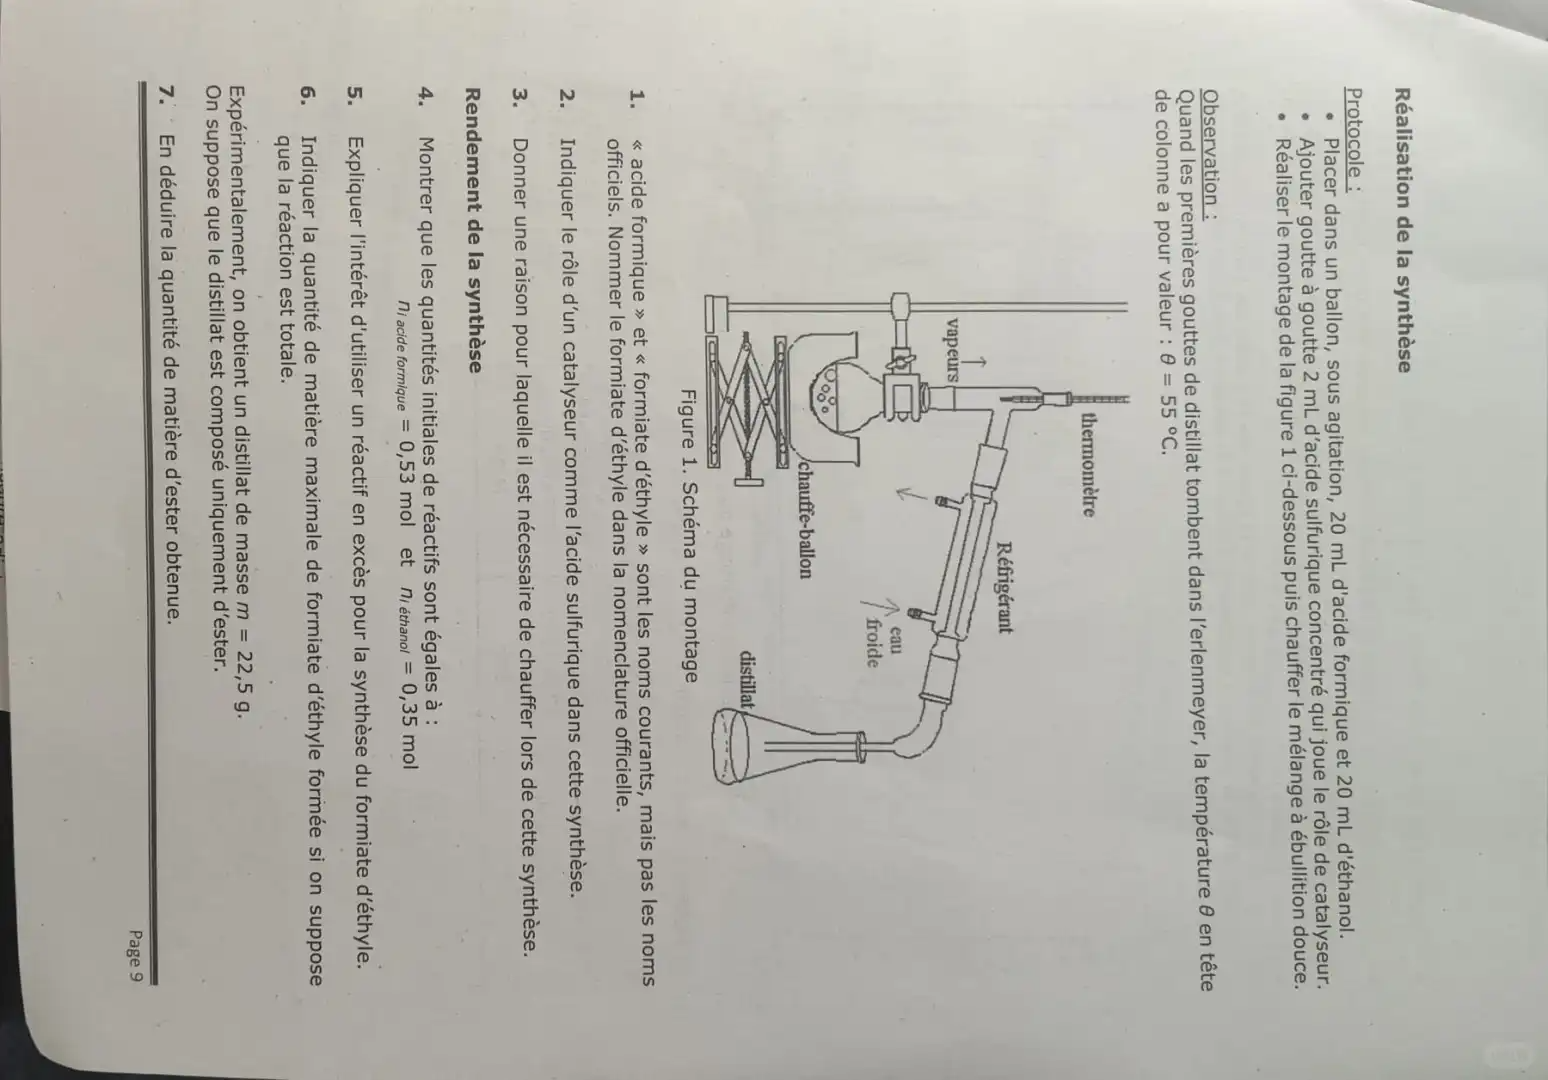 Réalisation de la synthèse
Protocole :
• Placer dans un ballon, sous agitation, 20 mL d'acide formique et 20 mL d'éthanol.
• Ajouter goutte à goutte 2 mL d'acide sulfurique concentré qui joue le rôle de catalyseur.
• Réaliser le montage de la figure 1 ci-dessous puis chauffer le mélange à ébullition douce.
Observation :
Quand les premières gouttes de distillat tombent dans l'erlenmeyer, la température θ en tête
de colonne a pour valeur : θ = 55 °C.
thermomètre
Réfrigérant
vapeurs
eau
froide
chauffe-ballon
distillat
Figure 1. Schéma du montage
1. « acide formique » et « formiate d'éthyle » sont les noms courants, mais pas les noms
officiels. Nommer le formiate d'éthyle dans la nomenclature officielle.
2. Indiquer le rôle d'un catalyseur comme l'acide sulfurique dans cette synthèse.
3. Donner une raison pour laquelle il est nécessaire de chauffer lors de cette synthèse.
Rendement de la synthèse
4. Montrer que les quantités initiales de réactifs sont égales à :
n i acide formique = 0,53 mol et n i éthanol = 0,35 mol
5. Expliquer l'intérêt d'utiliser un réactif en excès pour la synthèse du formiate d'éthyle.
6. Indiquer la quantité de matière maximale de formiate d'éthyle formée si on suppose
que la réaction est totale.
Expérimentalement, on obtient un distillat de masse m = 22,5 g.
On suppose que le distillat est composé uniquement d'ester.
7. En déduire la quantité de matière d'ester obtenue.
Page 9